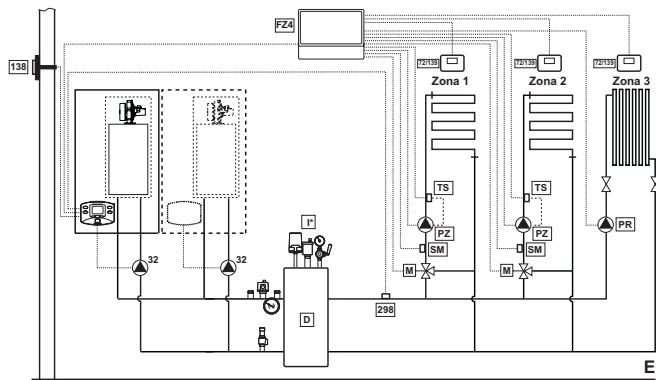 FZ4
138
72/139
72/139
72/139
Zona 1
Zona 2
Zona 3
TS
TS
I*
PZ
PZ
PR
SM
SM
32
32
M
M
298
D
E